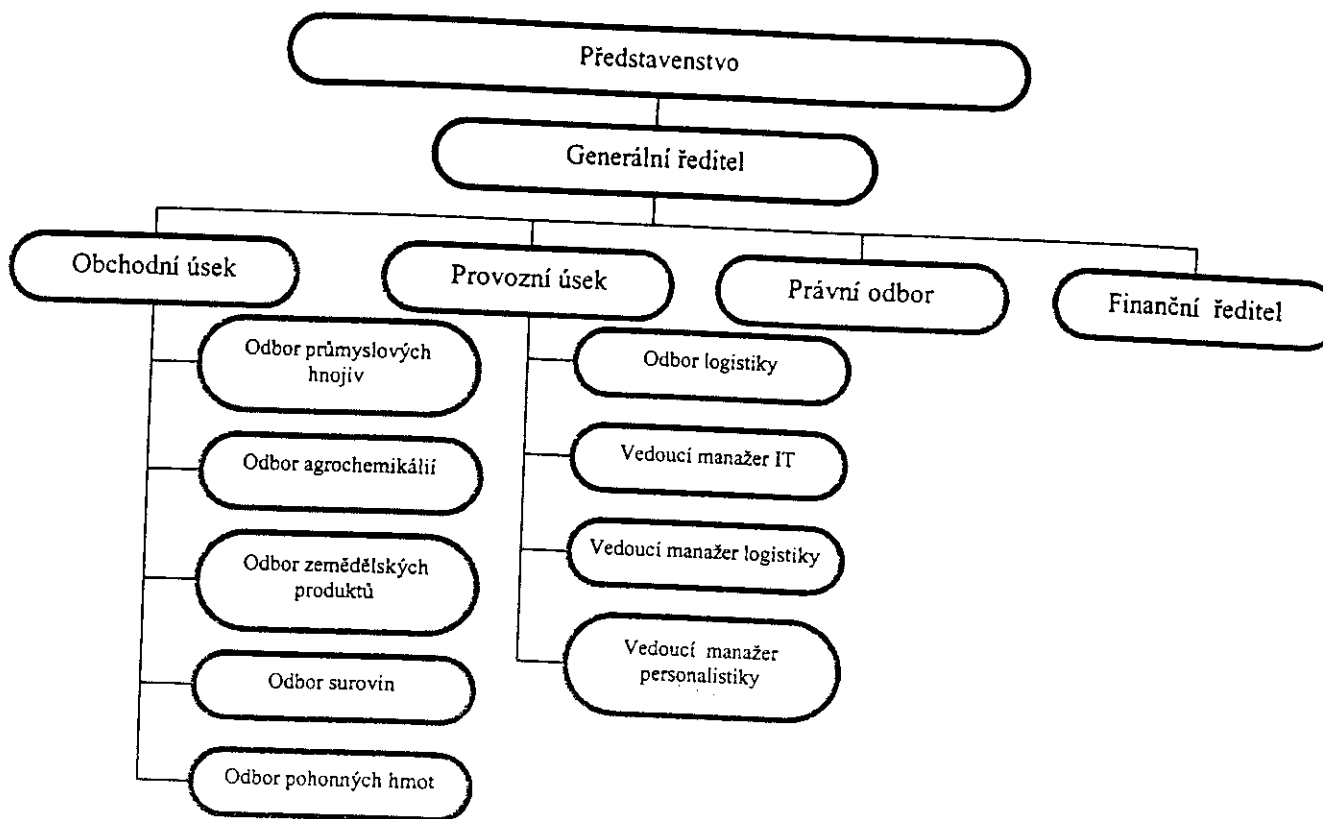 Představenstvo
Generální ředitel
Obchodní úsek
Provozní úsek
Právní odbor
Finanční ředitel
Odbor průmyslových
hnojiv
Odbor agrochemikálií
Odbor zemědělských
produktů
Odbor surovin
Odbor pohonných hmot
Odbor logistiky
Vedoucí manažer IT
Vedoucí manažer logistiky
Vedoucí manažer
personalistiky